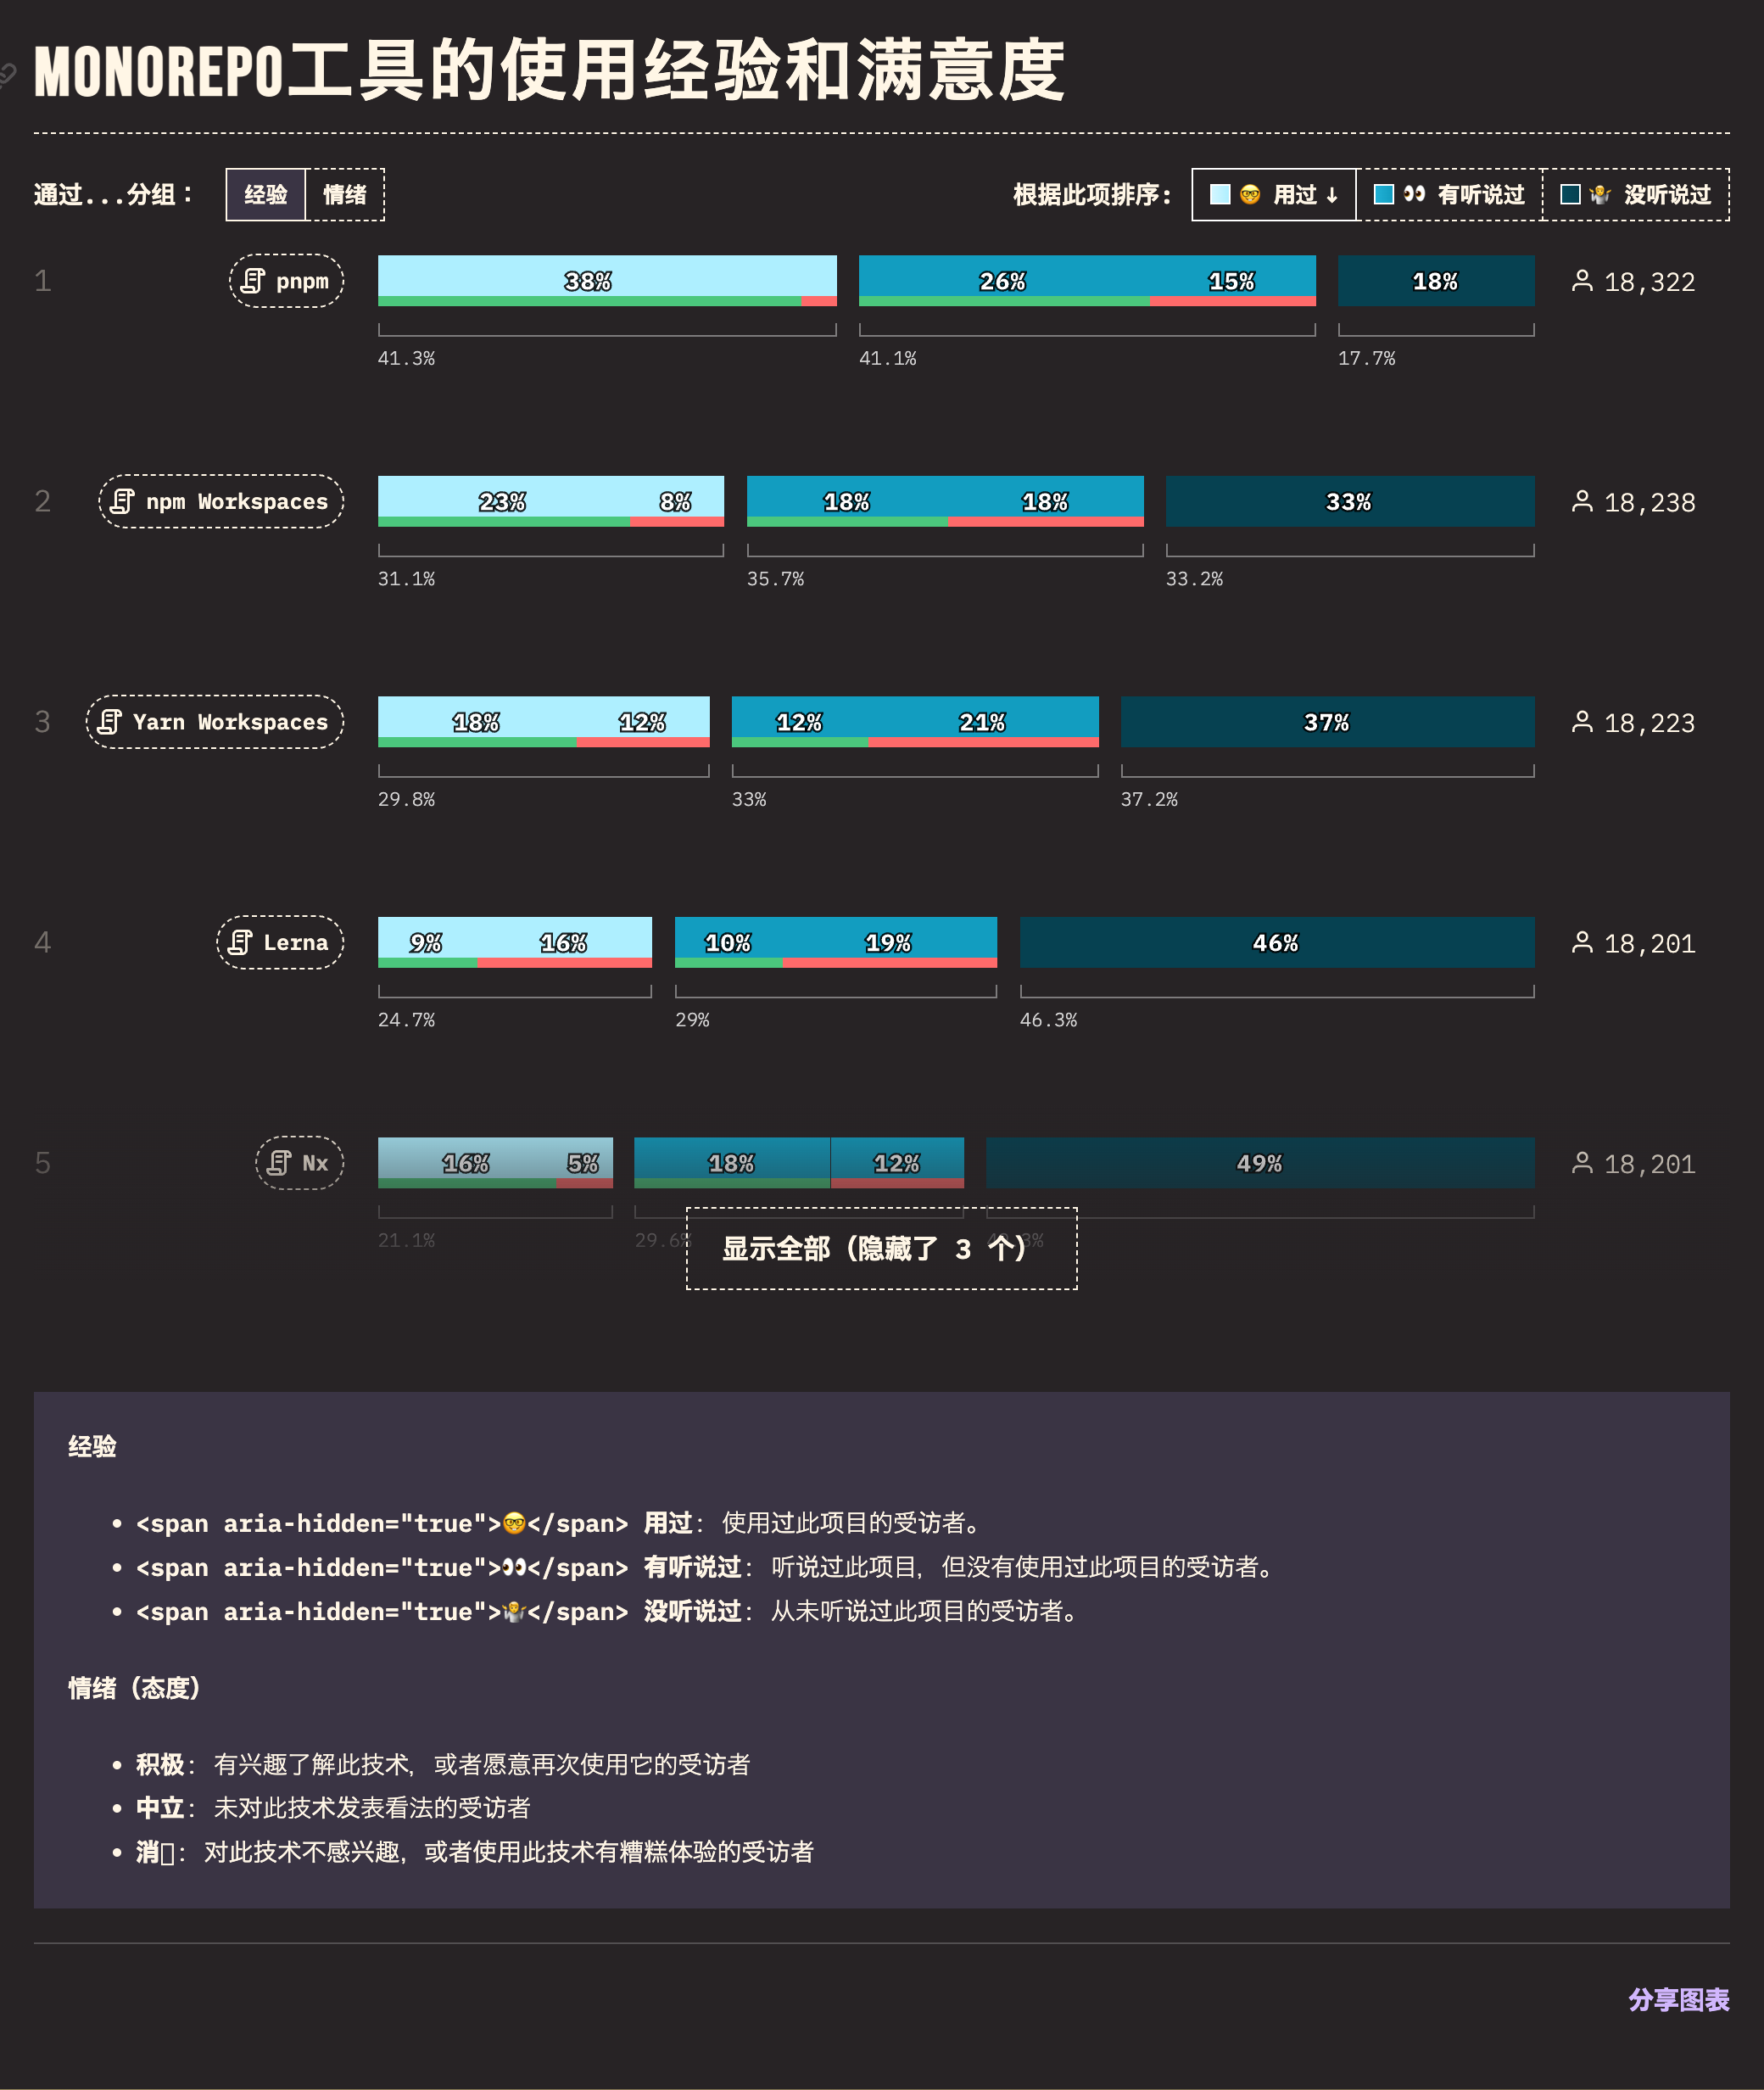 MONOREPO工具的使用经验和满意度
通过...分组： 经验 情绪 根据此项排序： 🤓 用过 ↓ 👀 有听说过 🤷 没听说过
1 pnpm 38% 26% 15% 18% 18,322
41.3% 41.1% 17.7%
2 npm Workspaces 23% 8% 18% 18% 33% 18,238
31.1% 35.7% 33.2%
3 Yarn Workspaces 18% 12% 12% 21% 37% 18,223
29.8% 33% 37.2%
4 Lerna 9% 16% 10% 19% 46% 18,201
24.7% 29% 46.3%
5 Nx 16% 5% 18% 12% 49% 18,201
21.1% 29.6%
显示全部（隐藏了 3 个）
经验
• <span aria-hidden="true">🤓</span> 用过： 使用过此项目的受访者。
• <span aria-hidden="true">👀</span> 有听说过： 听说过此项目，但没有使用过此项目的受访者。
• <span aria-hidden="true">🤷</span> 没听说过： 从未听说过此项目的受访者。
情绪（态度）
• 积极： 有兴趣了解此技术，或者愿意再次使用它的受访者
• 中立： 未对此技术发表看法的受访者
• 消： 对此技术不感兴趣，或者使用此技术有糟糕体验的受访者
分享图表